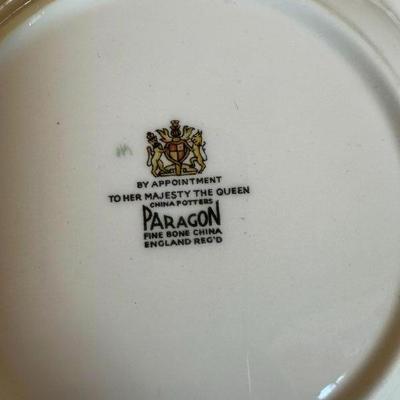 BY APPOINTMENT
TO HER MAJESTY THE QUEEN
CHINA POTTERS
PARAGON
FINE BONE CHINA
ENGLAND REG'D